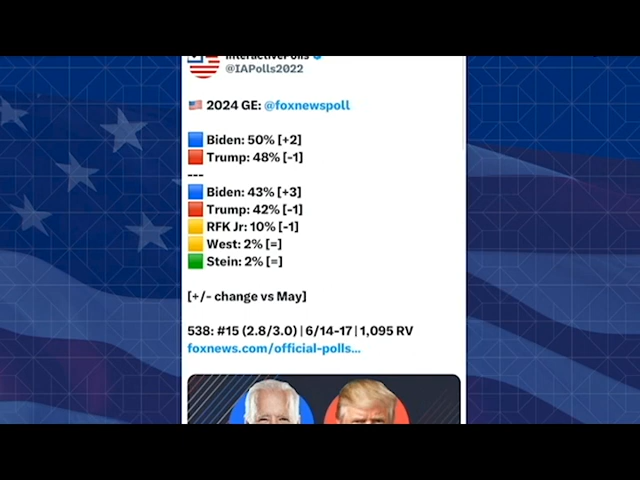 InteractivePolls
@IAPolls2022
🇺🇸 2024 GE: @foxnewspoll
🟦 Biden: 50% [+2]
🟥 Trump: 48% [-1]
---
🟦 Biden: 43% [+3]
🟥 Trump: 42% [-1]
🟨 RFK Jr: 10% [-1]
🟨 West: 2% [=]
🟩 Stein: 2% [=]
[+/- change vs May]
538: #15 (2.8/3.0) | 6/14-17 | 1,095 RV
foxnews.com/official-polls...